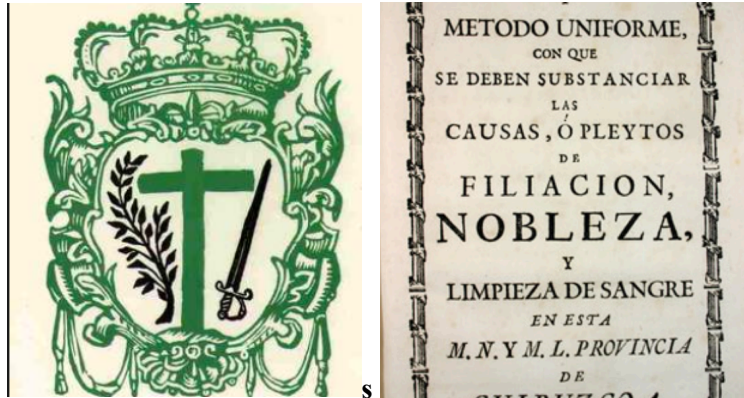 METODO UNIFORME,
CON QUE
SE DEBEN SUBSTANCIAR
LAS
CAUSAS, Ò PLEYTOS
DE
FILIACION,
NOBLEZA,
Y
LIMPIEZA DE SANGRE
EN ESTA
M. N. Y M. L. PROVINCIA
DE
s